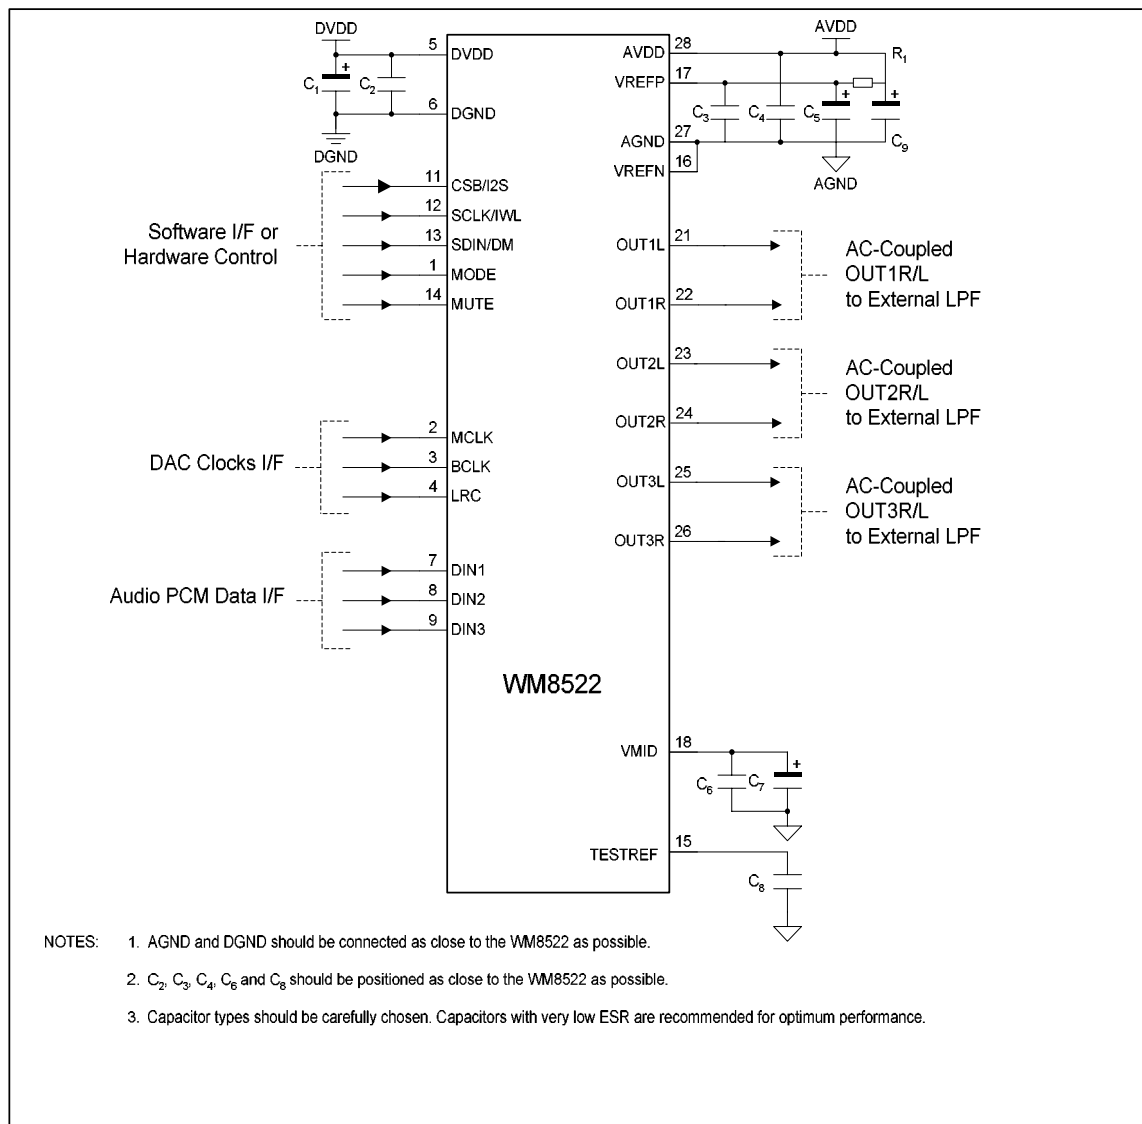 DVDD
5
DVDD
+
C1
C2
6
DGND
DGND
AVDD
28
AVDD
R1
VREFP
17
+
+
C3
C4
C5
C9
AGND
27
VREFN
16
AGND
Software I/F or
Hardware Control
11
CSB/I2S
12
SCLK/IWL
13
SDIN/DM
1
MODE
14
MUTE
OUT1L
21
OUT1R
22
AC-Coupled
OUT1R/L
to External LPF
OUT2L
23
OUT2R
24
AC-Coupled
OUT2R/L
to External LPF
DAC Clocks I/F
2
MCLK
3
BCLK
4
LRC
OUT3L
25
OUT3R
26
AC-Coupled
OUT3R/L
to External LPF
Audio PCM Data I/F
7
DIN1
8
DIN2
9
DIN3
WM8522
VMID
18
+
C6
C7
TESTREF
15
C8
NOTES: 1. AGND and DGND should be connected as close to the WM8522 as possible.
2. C2, C3, C4, C6 and C8 should be positioned as close to the WM8522 as possible.
3. Capacitor types should be carefully chosen. Capacitors with very low ESR are recommended for optimum performance.